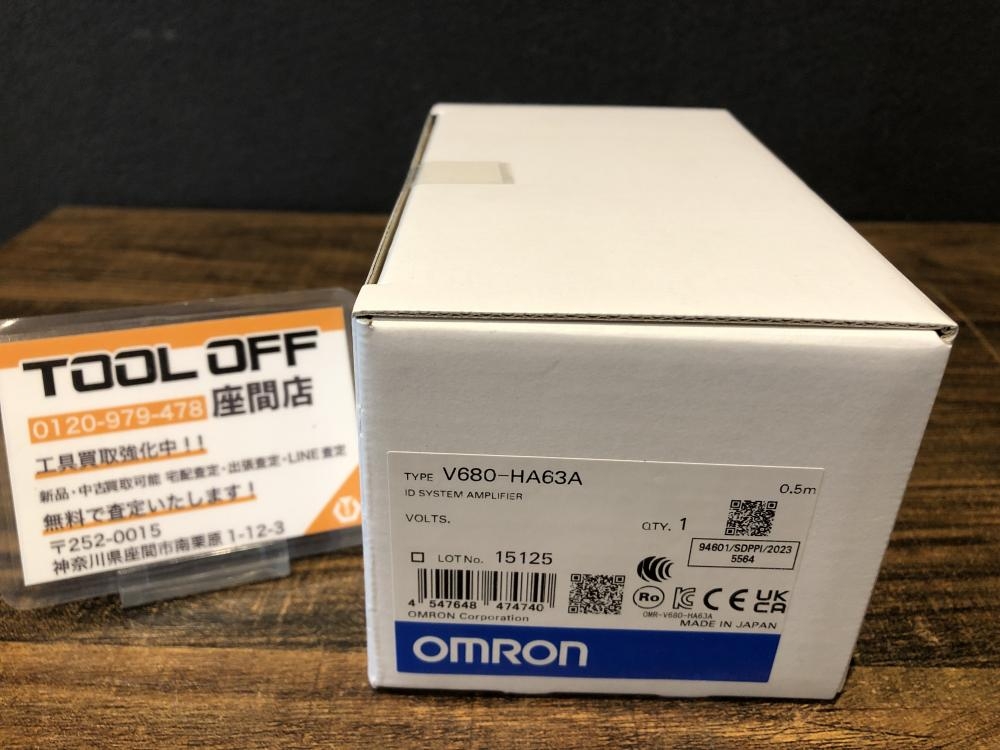 TOOL OFF
0120-979-478 座間店
工具買取強化中!!
新品・中古買取可能 宅配査定・出張査定・LINE査定
無料で査定いたします!
〒252-0015
神奈川県座間市南栗原1-12-3
TYPE V680-HA63A
ID SYSTEM AMPLIFIER
0.5m
VOLTS.
QTY. 1
94601/SDPPI/2023
5564
LOT No. 15125
4 547648 474740
OMRON Corporation
Ro
CE
UK
CA
OMR-V680-HA63A
MADE IN JAPAN
OMRON